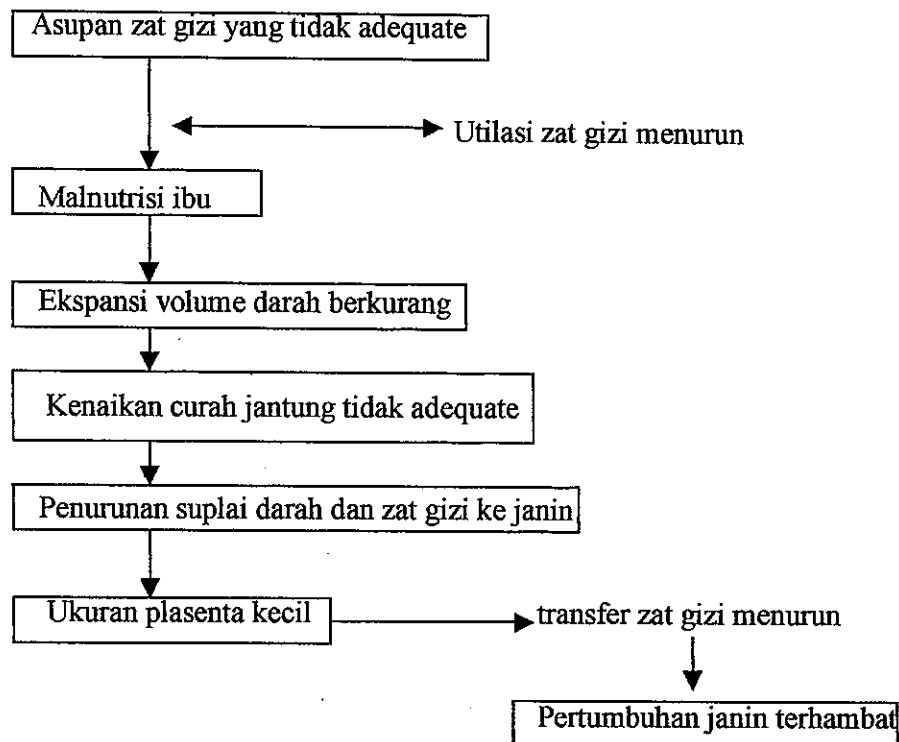 Asupan zat gizi yang tidak adequate
Utilasi zat gizi menurun
Malnutrisi ibu
Ekspansi volume darah berkurang
Kenaikan curah jantung tidak adequate
Penurunan suplai darah dan zat gizi ke janin
Ukuran plasenta kecil
transfer zat gizi menurun
Pertumbuhan janin terhambat